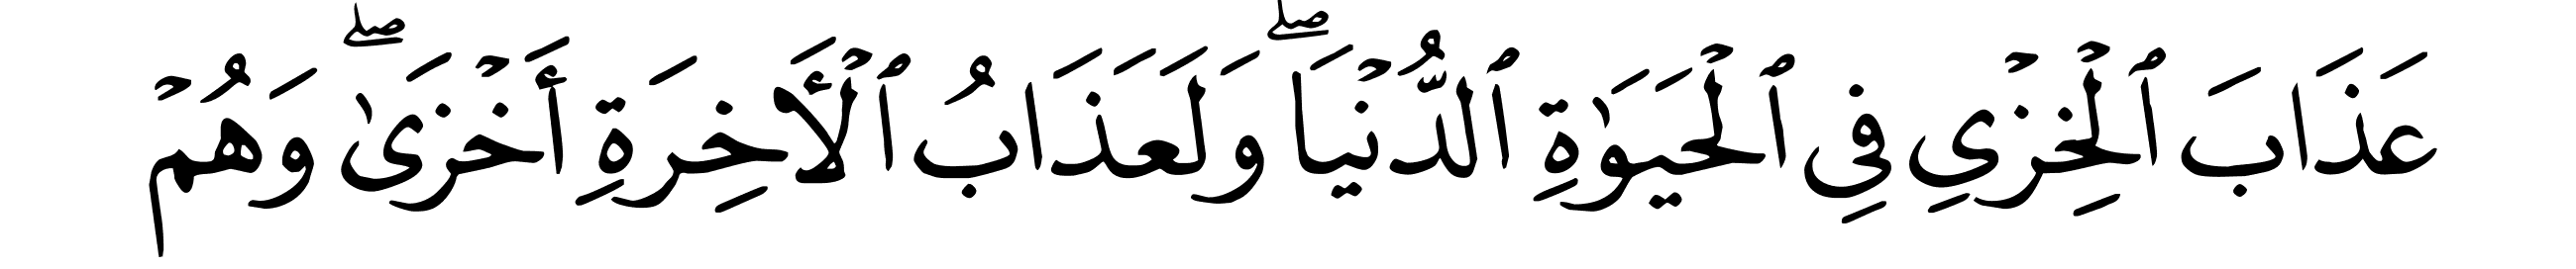 عَذَابَ ٱلْخِزْىِ فِى ٱلْحَيَوٰةِ ٱلدُّنْيَا ۖ وَلَعَذَابُ ٱلْأَخِرَةِ أَخْزَىٰ ۖ وَهُمْ